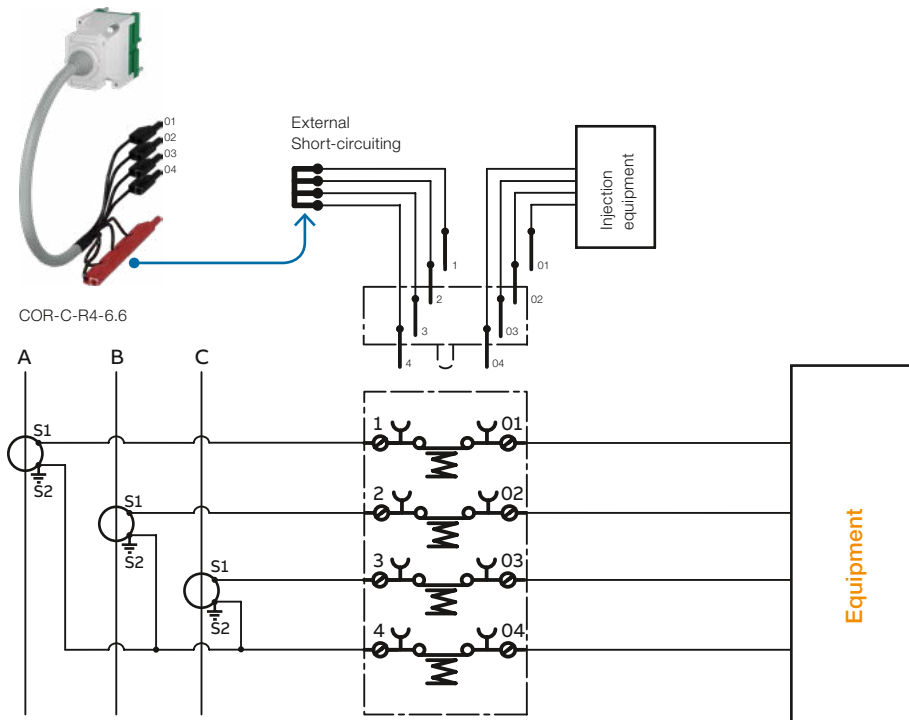 01
02
03
04
External
Short-circuiting
Injection
equipment
1
01
2
02
3
03
4
04
COR-C-R4-6.6
A
B
C
S1
S2
S1
S2
S1
S2
1
01
2
02
3
03
4
04
Equipment